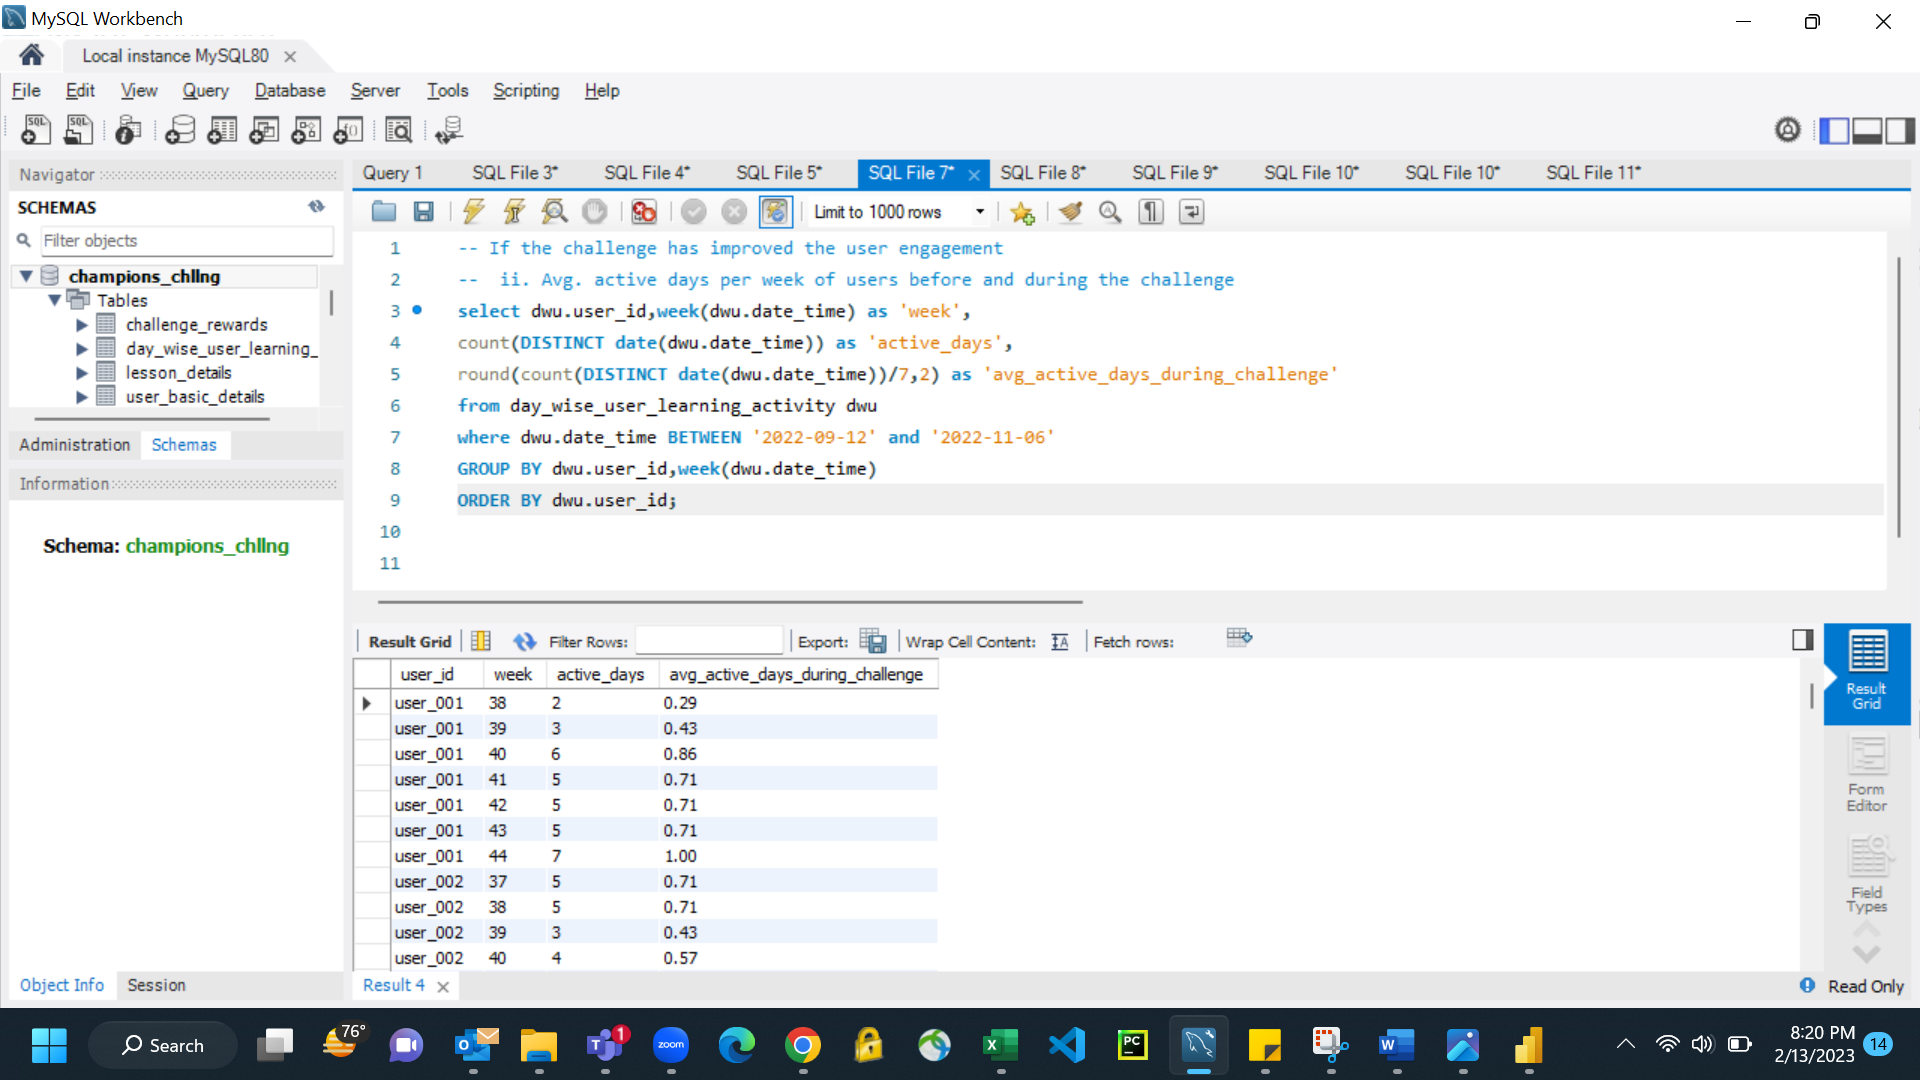 MySQL Workbench
Local instance MySQL80
File Edit View Query Database Server Tools Scripting Help
Navigator
SCHEMAS
Filter objects
champions_chllng
Tables
challenge_rewards
day_wise_user_learning_
lesson_details
user_basic_details
Administration Schemas
Information
Schema: champions_chllng
Object Info Session
Query 1 SQL File 3* SQL File 4* SQL File 5* SQL File 7* SQL File 8* SQL File 9* SQL File 10* SQL File 10* SQL File 11*
Limit to 1000 rows
1 -- If the challenge has improved the user engagement
2 -- ii. Avg. active days per week of users before and during the challenge
3 select dwu.user_id,week(dwu.date_time) as 'week',
4 count(DISTINCT date(dwu.date_time)) as 'active_days',
5 round(count(DISTINCT date(dwu.date_time))/7,2) as 'avg_active_days_during_challenge'
6 from day_wise_user_learning_activity dwu
7 where dwu.date_time BETWEEN '2022-09-12' and '2022-11-06'
8 GROUP BY dwu.user_id,week(dwu.date_time)
9 ORDER BY dwu.user_id;
10
11
Result Grid Filter Rows: Export: Wrap Cell Content: Fetch rows:
user_id week active_days avg_active_days_during_challenge
user_001 38 2 0.29
user_001 39 3 0.43
user_001 40 6 0.86
user_001 41 5 0.71
user_001 42 5 0.71
user_001 43 5 0.71
user_001 44 7 1.00
user_002 37 5 0.71
user_002 38 5 0.71
user_002 39 3 0.43
user_002 40 4 0.57
Result
Grid
Form
Editor
Field
Types
Result 4
Read Only
Search
76°
1
zoom
PC
8:20 PM
2/13/2023
14